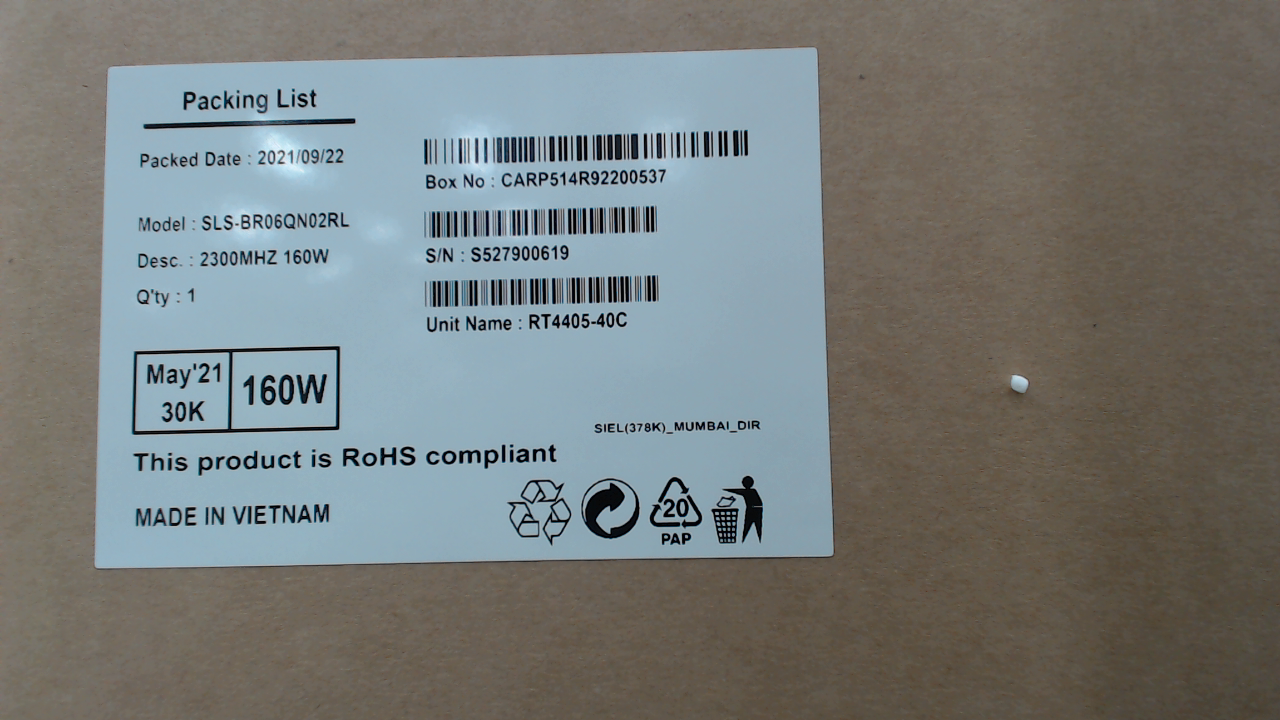 Packing List
Packed Date : 2021/09/22
Box No : CARP514R92200537
Model : SLS-BR06QN02RL
S/N : S527900619
Desc. : 2300MHZ 160W
Q'ty : 1
Unit Name : RT4405-40C
May'21
30K
160W
SIEL(378K)_MUMBAI_DIR
This product is RoHS compliant
MADE IN VIETNAM
20
PAP